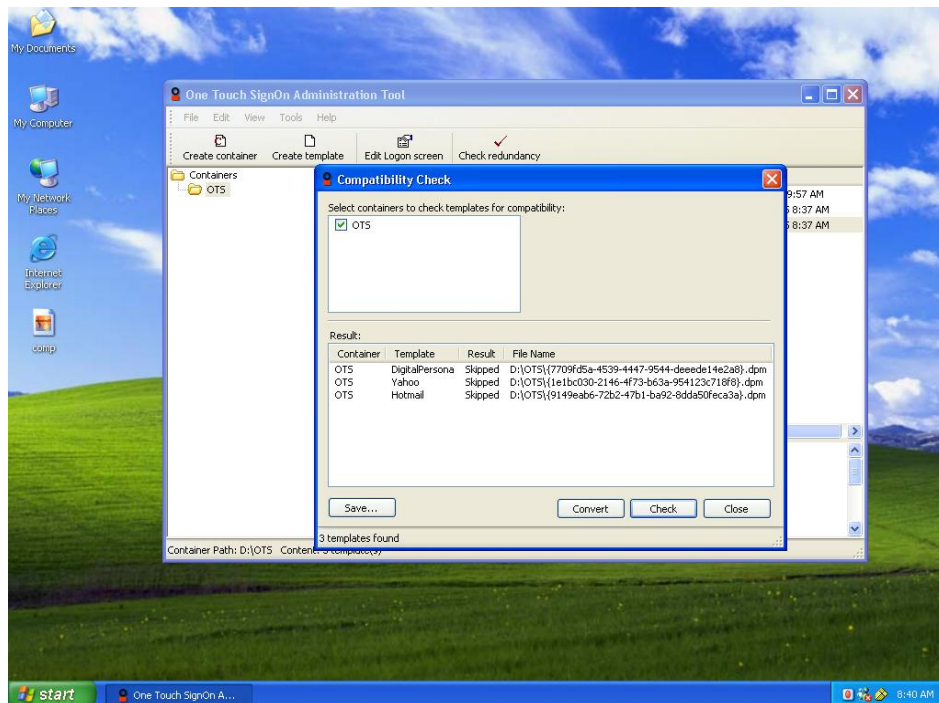 My Documents
My Computer
My Network
Places
Internet
Explorer
comp
One Touch SignOn Administration Tool
File Edit View Tools Help
Create container Create template Edit Logon screen Check redundancy
Containers
OTS
9:57 AM
8:37 AM
8:37 AM
Compatibility Check
Select containers to check templates for compatibility:
OTS
Result:
Container Template Result File Name
OTS DigitalPersona Skipped D:\OTS\{7709fd5a-4539-4447-9544-deeede14e2a8}.dpm
OTS Yahoo Skipped D:\OTS\{1e1bc030-2146-4f73-b63a-954123c718f8}.dpm
OTS Hotmail Skipped D:\OTS\{9149eab6-72b2-47b1-ba92-8dda50feca3a}.dpm
Save... Convert Check Close
3 templates found
Container Path: D:\OTS Content: 3 template(s)
start One Touch SignOn A... 8:40 AM